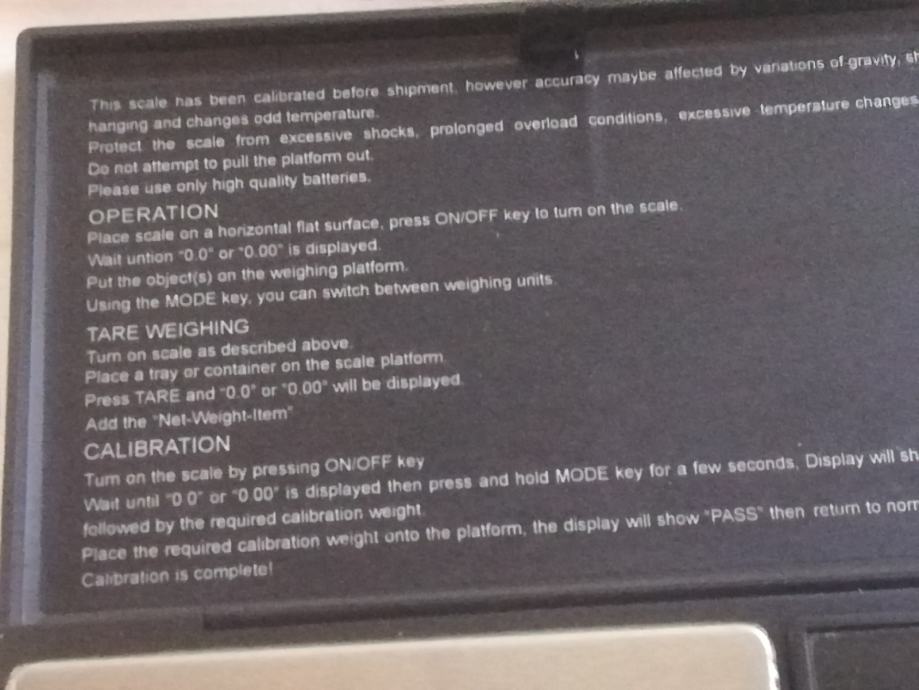 This scale has been calibrated before shipment, however accuracy maybe affected by variations of gravity,
hanging and changes odd temperature.
Protect the scale from excessive shocks, prolonged overload conditions, excessive temperature changes
Do not attempt to pull the platform out.
Please use only high quality batteries.
OPERATION
Place scale on a horizontal flat surface, press ON/OFF key to turn on the scale.
Wait untion "0.0" or "0.00" is displayed.
Put the object(s) on the weighing platform.
Using the MODE key, you can switch between weighing units.
TARE WEIGHING
Turn on scale as described above.
Place a tray or container on the scale platform.
Press TARE and "0.0" or "0.00" will be displayed.
Add the "Net-Weight-Item"
CALIBRATION
Turn on the scale by pressing ON/OFF key
Wait until "0.0" or "0.00" is displayed then press and hold MODE key for a few seconds, Display will
followed by the required calibration weight.
Place the required calibration weight onto the platform, the display will show "PASS" then return to
Calibration is complete!